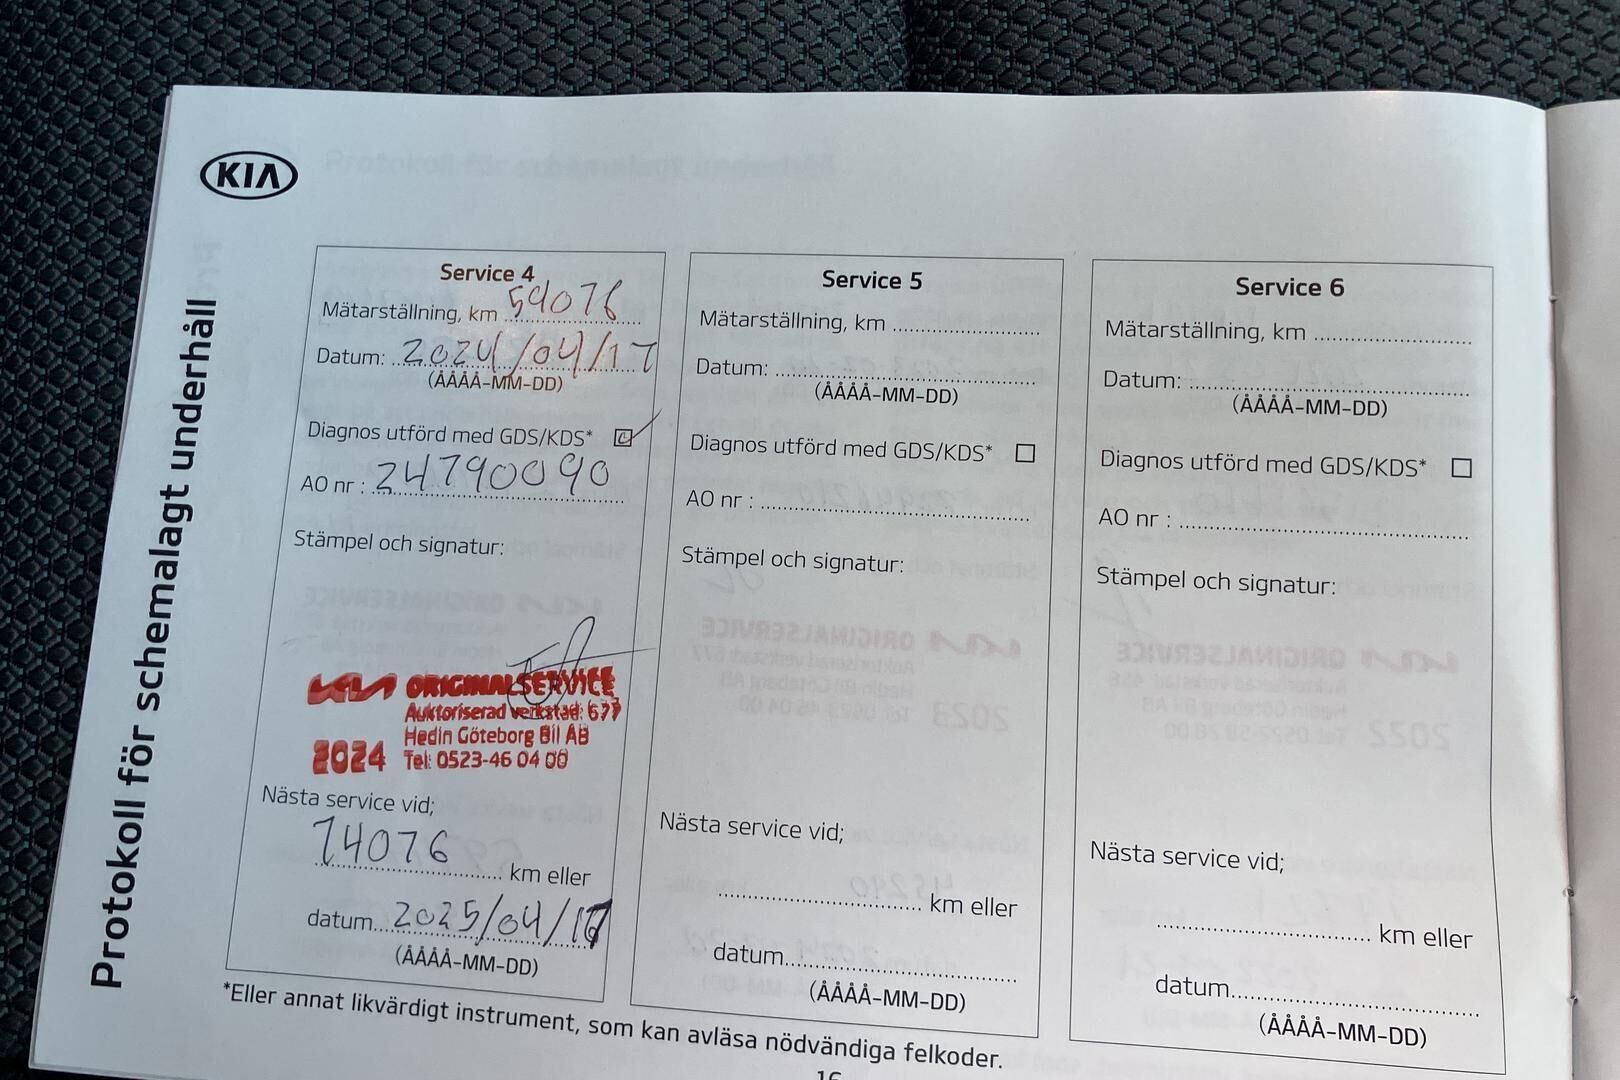 KIA
Protokoll för schemalagt underhåll
Service 4
Mätarställning, km 59076
Datum: 2024/04/17
(ÅÅÅÅ-MM-DD)
Diagnos utförd med GDS/KDS*
AO nr : 24790090
Stämpel och signatur:
KIA ORIGINALSERVICE
Auktoriserad verkstad: 677
Hedin Göteborg Bil AB
2024 Tel: 0523-46 04 00
Nästa service vid;
74076 km eller
datum 2025/04/17
(ÅÅÅÅ-MM-DD)
Service 5
Mätarställning, km
Datum:
(ÅÅÅÅ-MM-DD)
Diagnos utförd med GDS/KDS*
AO nr :
Stämpel och signatur:
Nästa service vid;
km eller
datum
(ÅÅÅÅ-MM-DD)
Service 6
Mätarställning, km
Datum:
(ÅÅÅÅ-MM-DD)
Diagnos utförd med GDS/KDS*
AO nr :
Stämpel och signatur:
Nästa service vid;
km eller
datum
(ÅÅÅÅ-MM-DD)
*Eller annat likvärdigt instrument, som kan avläsa nödvändiga felkoder.
16